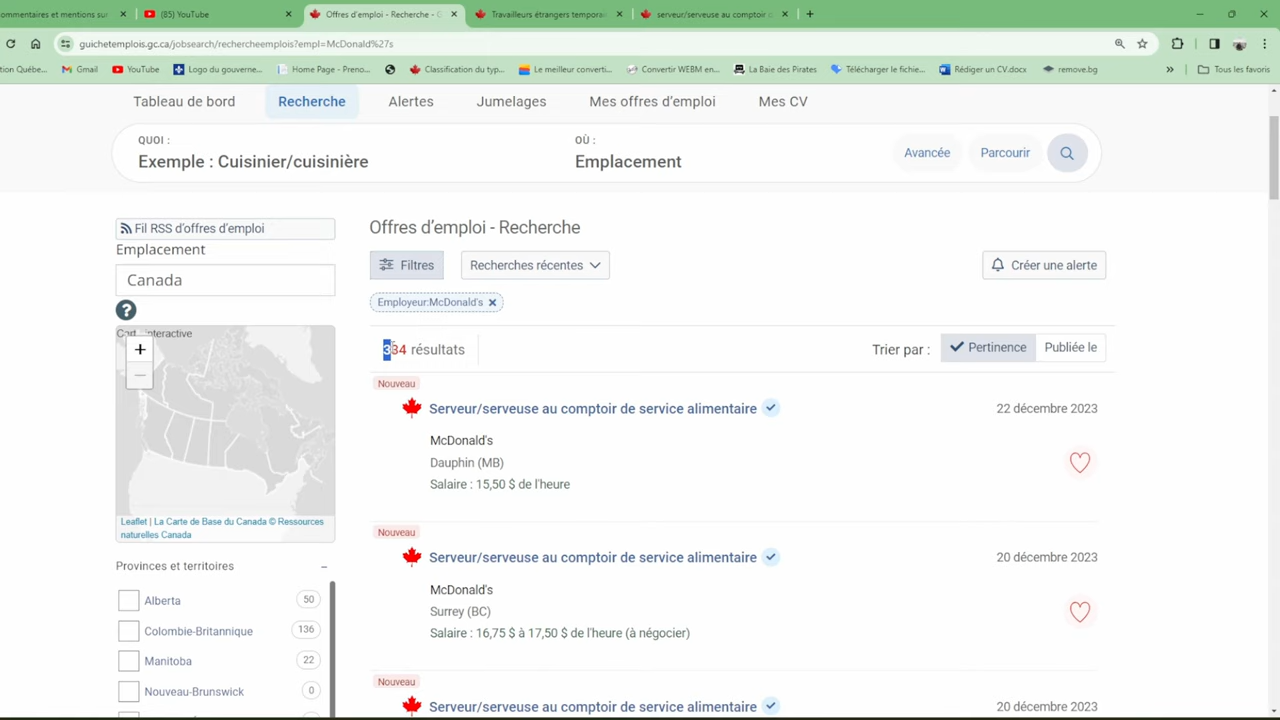 ommentaires et mentions sur
(85) YouTube
Offres d'emploi - Recherche - G
Travailleurs étrangers temporai
serveur/serveuse au comptoir d
guichetemplois.gc.ca/jobsearch/rechercheemplois?empl=McDonald%27s
tion Québe...
Gmail
YouTube
Logo du gouverne...
Home Page - Preno...
Classification du typ...
Le meilleur converti...
Convertir WEBM en...
La Baie des Pirates
Télécharger le fichie...
Rédiger un CV.docx
remove.bg
Tous les favoris
Tableau de bord
Recherche
Alertes
Jumelages
Mes offres d'emploi
Mes CV
QUOI :
Exemple : Cuisinier/cuisinière
OÙ :
Emplacement
Avancée
Parcourir
Fil RSS d'offres d'emploi
Emplacement
Canada
?
Cart interactive
+
−
Leaflet | La Carte de Base du Canada © Ressources
naturelles Canada
Provinces et territoires
−
Alberta 50
Colombie-Britannique 136
Manitoba 22
Nouveau-Brunswick 0
Offres d'emploi - Recherche
Filtres
Recherches récentes
Créer une alerte
Employeur:McDonald's
334 résultats
Trier par :
Pertinence
Publiée le
Nouveau
Serveur/serveuse au comptoir de service alimentaire
22 décembre 2023
McDonald's
Dauphin (MB)
Salaire : 15,50 $ de l'heure
Nouveau
Serveur/serveuse au comptoir de service alimentaire
20 décembre 2023
McDonald's
Surrey (BC)
Salaire : 16,75 $ à 17,50 $ de l'heure (à négocier)
Nouveau
Serveur/serveuse au comptoir de service alimentaire
20 décembre 2023